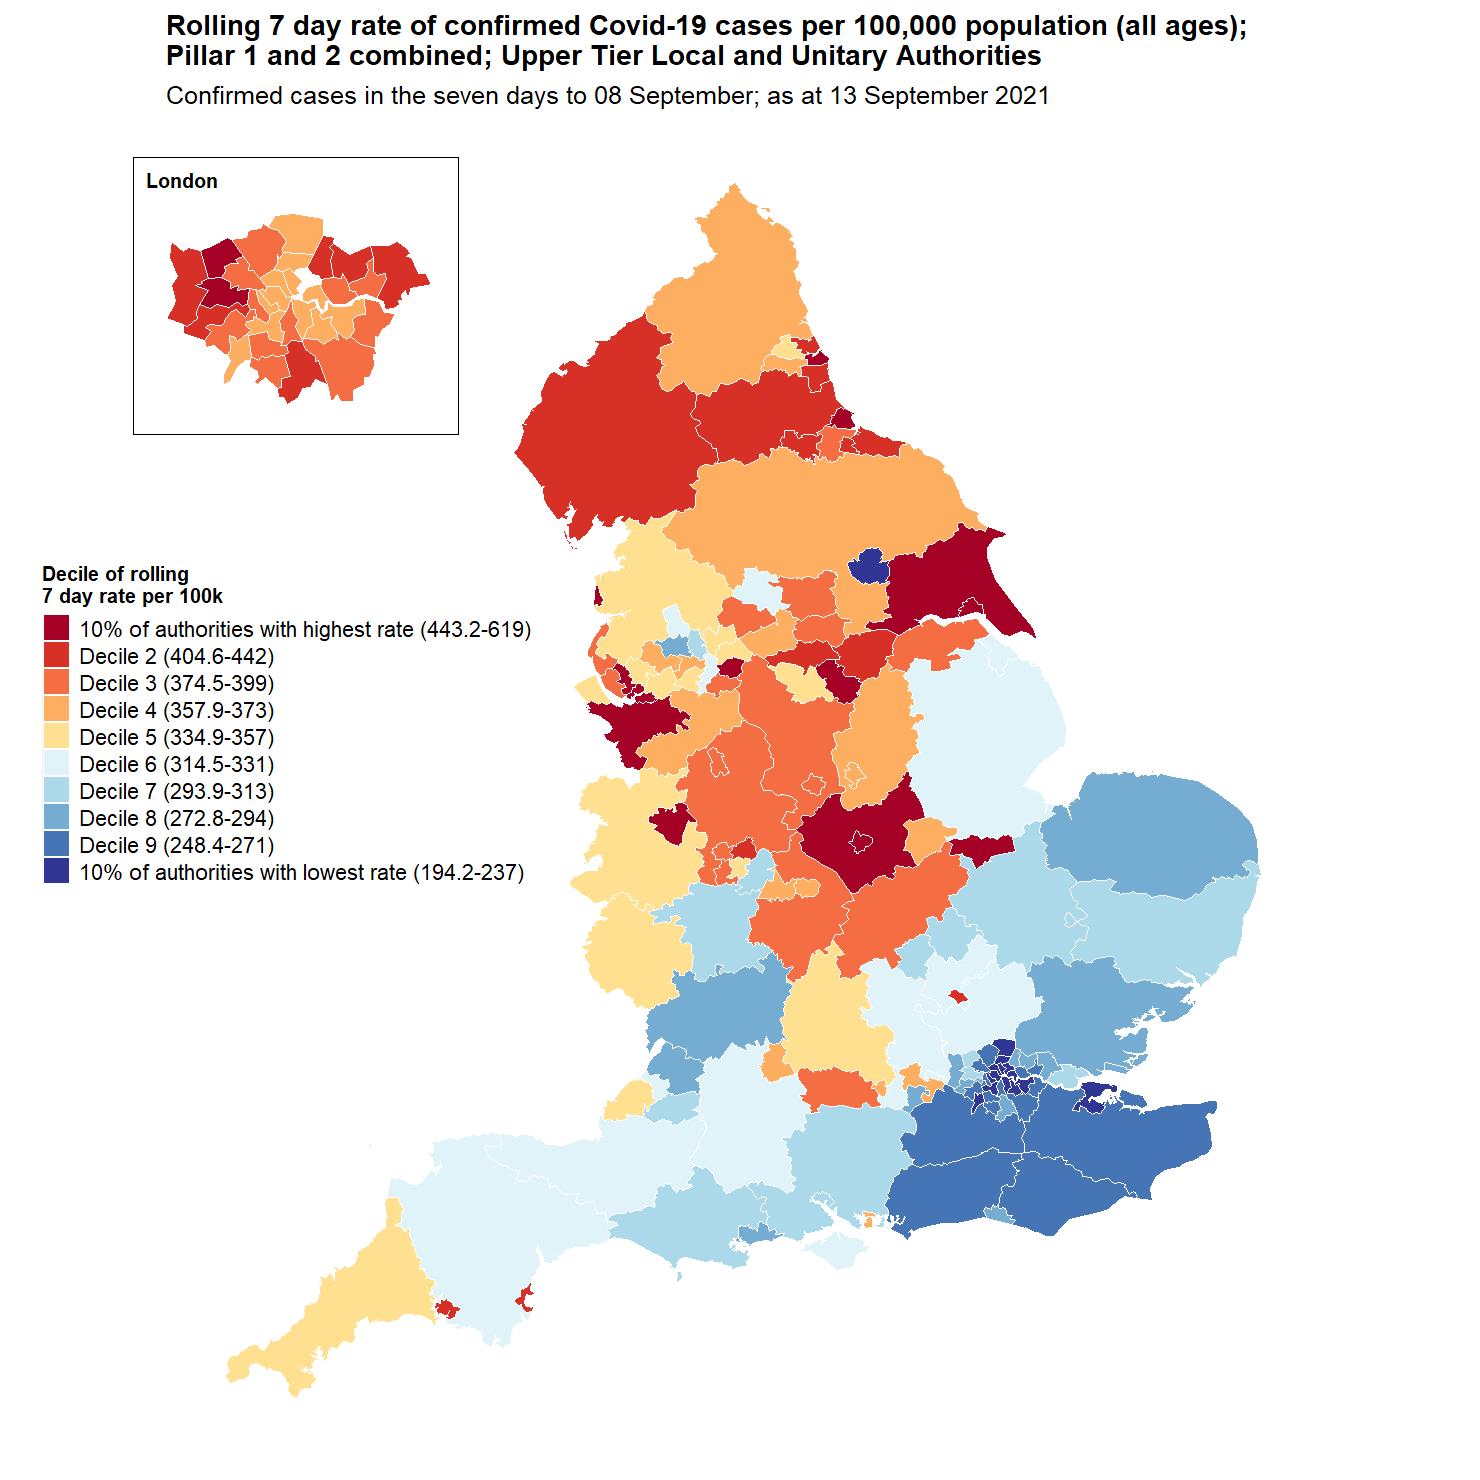 Rolling 7 day rate of confirmed Covid-19 cases per 100,000 population (all ages);
Pillar 1 and 2 combined; Upper Tier Local and Unitary Authorities
Confirmed cases in the seven days to 08 September; as at 13 September 2021
London
Decile of rolling
7 day rate per 100k
10% of authorities with highest rate (443.2-619)
Decile 2 (404.6-442)
Decile 3 (374.5-399)
Decile 4 (357.9-373)
Decile 5 (334.9-357)
Decile 6 (314.5-331)
Decile 7 (293.9-313)
Decile 8 (272.8-294)
Decile 9 (248.4-271)
10% of authorities with lowest rate (194.2-237)